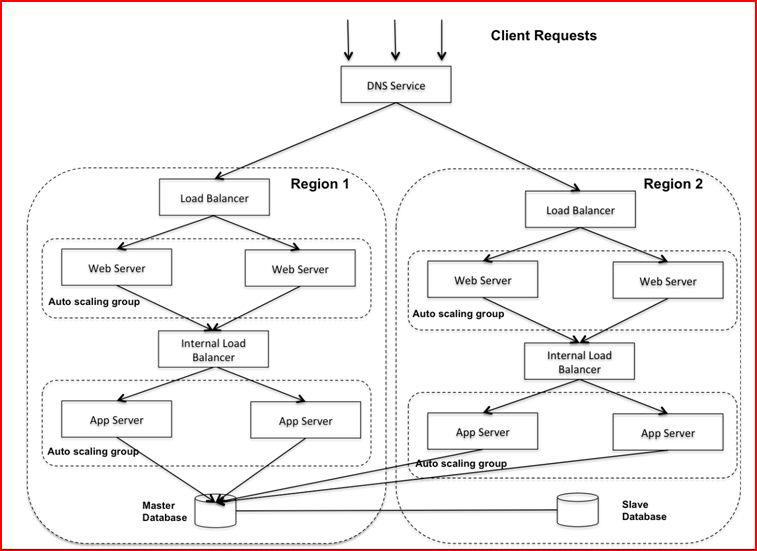 Client Requests
DNS Service
Region 1
Load Balancer
Web Server
Web Server
Auto scaling group
Internal Load
Balancer
App Server
App Server
Auto scaling group
Master
Database
Region 2
Load Balancer
Web Server
Web Server
Auto scaling group
Internal Load
Balancer
App Server
App Server
Auto scaling group
Slave
Database